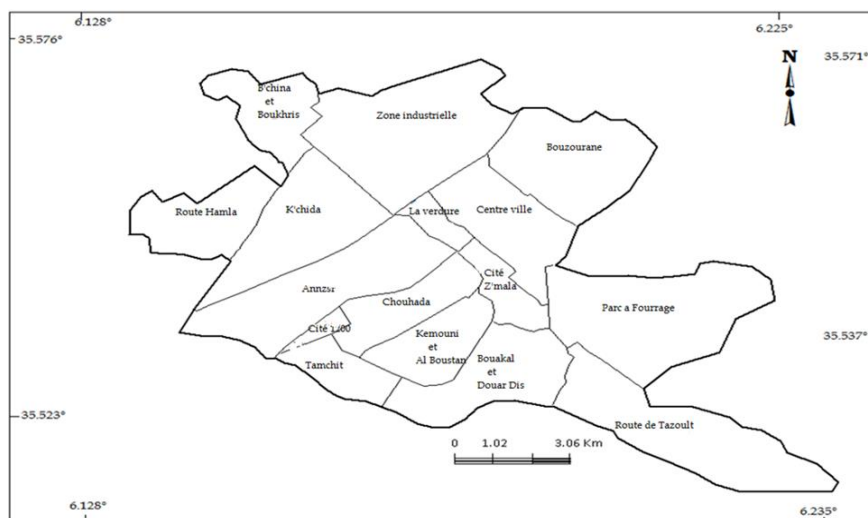 6.128°
6.225°
35.576°
35.571°
N
B'china
et
Boukhris
Zone industrielle
Bouzourane
Route Hamla
K'chida
La verdure
Centre ville
Cité
Z'mala
Chouhada
Parc a Fourrage
Cité
Kemouni
et
Al Boustan
35.537°
Tamchit
Bouakal
et
Douar Dis
35.523°
Route de Tazoult
0 1.02 3.06 Km
6.128°
6.235°